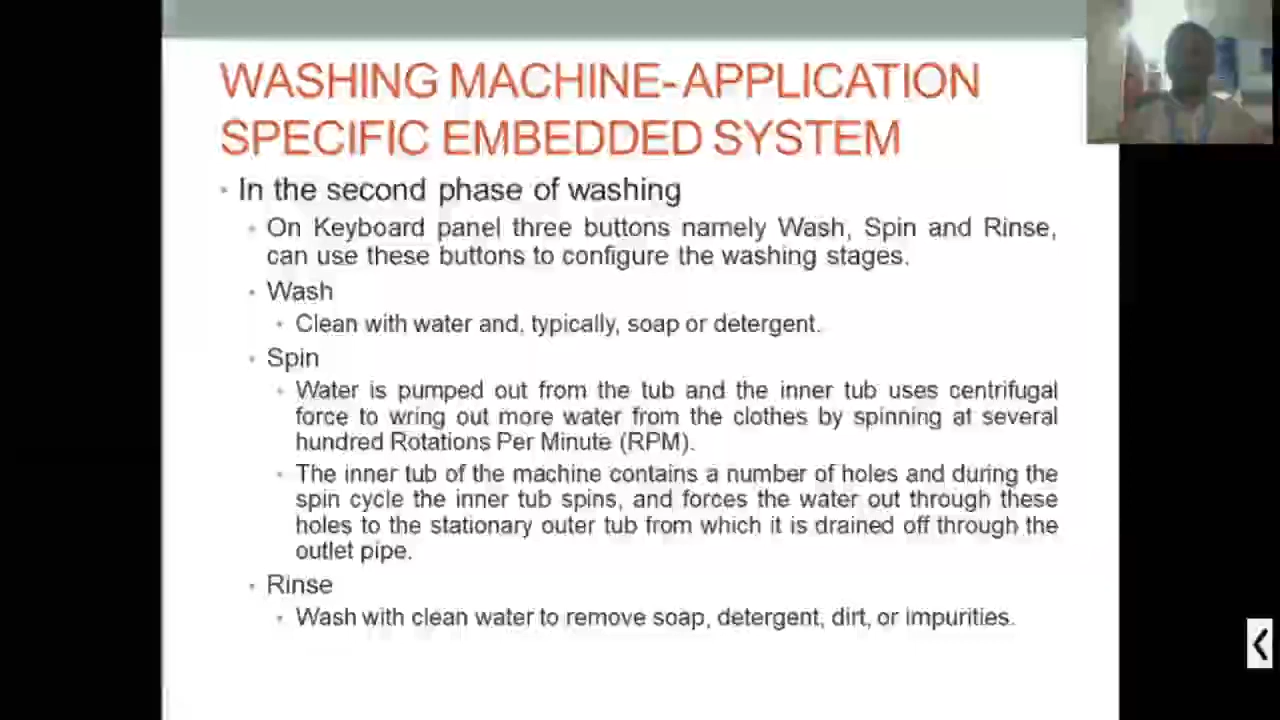 WASHING MACHINE- APPLICATION
SPECIFIC EMBEDDED SYSTEM
• In the second phase of washing
• On Keyboard panel three buttons namely Wash, Spin and Rinse,
can use these buttons to configure the washing stages.
• Wash
• Clean with water and, typically, soap or detergent.
• Spin
• Water is pumped out from the tub and the inner tub uses centrifugal
force to wring out more water from the clothes by spinning at several
hundred Rotations Per Minute (RPM).
• The inner tub of the machine contains a number of holes and during the
spin cycle the inner tub spins, and forces the water out through these
holes to the stationary outer tub from which it is drained off through the
outlet pipe.
• Rinse
• Wash with clean water to remove soap, detergent, dirt, or impurities.